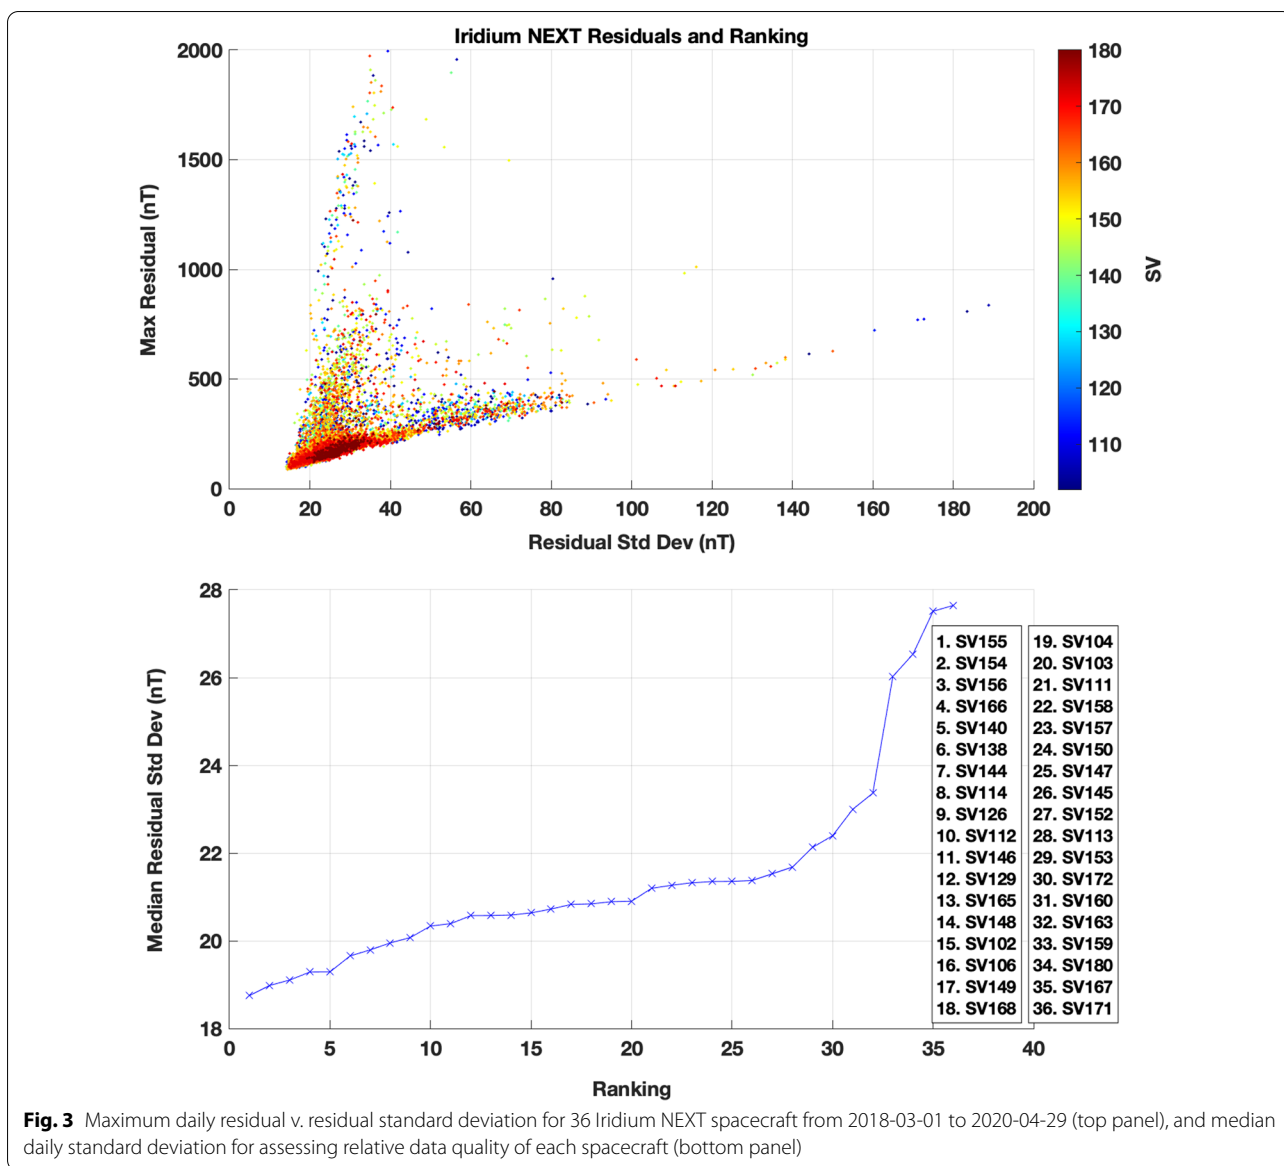 Iridium NEXT Residuals and Ranking
2000
1500
1000
500
0
Max Residual (nT)
0 20 40 60 80 100 120 140 160 180 200
Residual Std Dev (nT)
180
170
160
150
140
130
120
110
SV
28
26
24
22
20
18
Median Residual Std Dev (nT)
0 5 10 15 20 25 30 35 40
Ranking
1. SV155
2. SV154
3. SV156
4. SV166
5. SV140
6. SV138
7. SV144
8. SV114
9. SV126
10. SV112
11. SV146
12. SV129
13. SV165
14. SV148
15. SV102
16. SV106
17. SV149
18. SV168
19. SV104
20. SV103
21. SV111
22. SV158
23. SV157
24. SV150
25. SV147
26. SV145
27. SV152
28. SV113
29. SV153
30. SV172
31. SV160
32. SV163
33. SV159
34. SV180
35. SV167
36. SV171
Fig. 3 Maximum daily residual v. residual standard deviation for 36 Iridium NEXT spacecraft from 2018-03-01 to 2020-04-29 (top panel), and median
daily standard deviation for assessing relative data quality of each spacecraft (bottom panel)